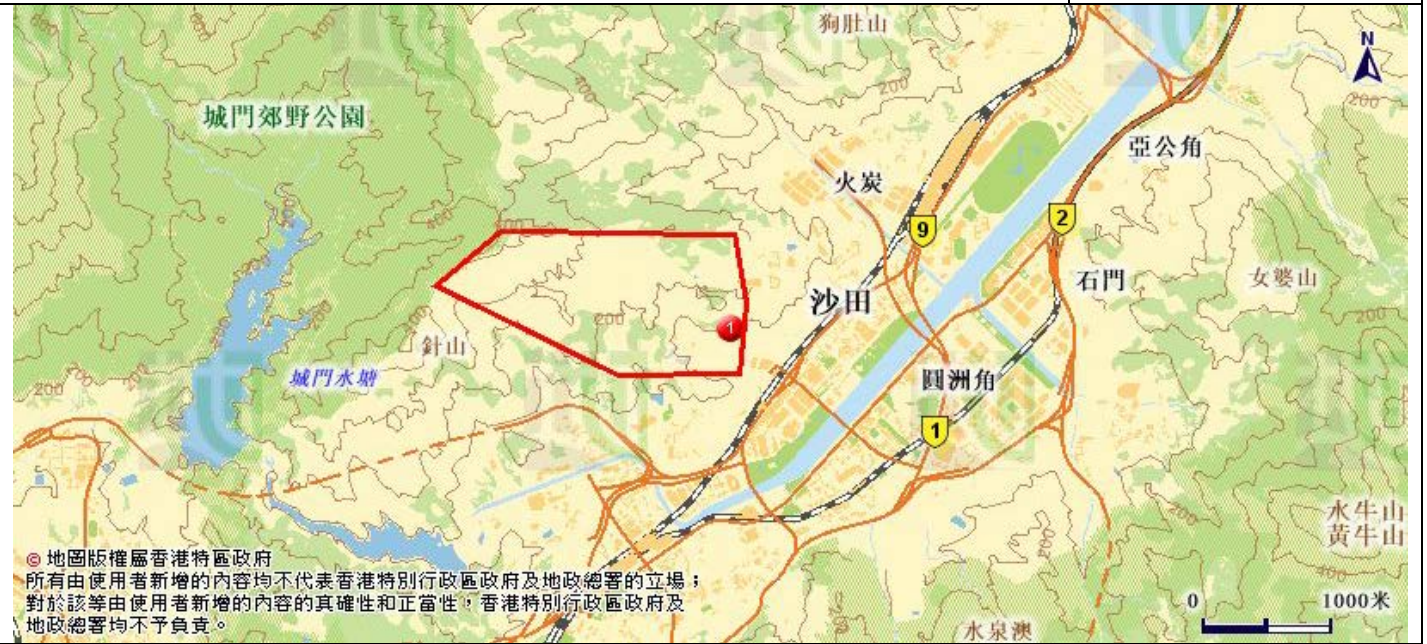 狗肚山
N
200
400
城門郊野公園
亞公角
火炭
9
2
石門
女婆山
沙田
1
200
針山
城門水塘
圓洲角
1
200
水牛山
黃牛山
400
© 地圖版權屬香港特區政府
所有由使用者新增的內容均不代表香港特別行政區政府及地政總署的立場；
對於該等由使用者新增的內容的真確性和正當性，香港特別行政區政府及
地政總署均不予負責。
0 1000米
水泉澳